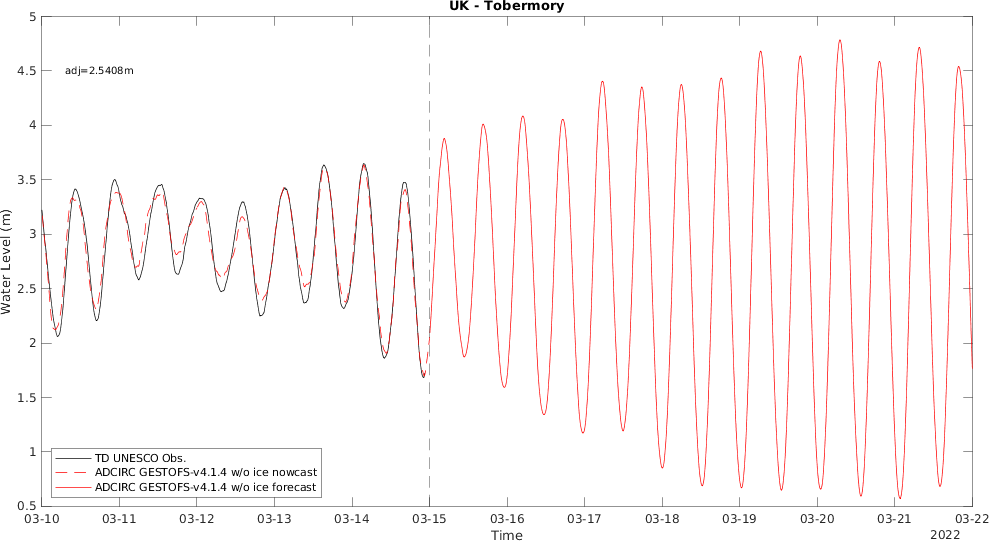 UK - Tobermory
5
4.5
4
3.5
3
2.5
2
1.5
1
0.5
Water Level (m)
adj=2.5408m
TD UNESCO Obs.
ADCIRC GESTOFS-v4.1.4 w/o ice nowcast
ADCIRC GESTOFS-v4.1.4 w/o ice forecast
03-10 03-11 03-12 03-13 03-14 03-15 03-16 03-17 03-18 03-19 03-20 03-21 03-22
Time
2022